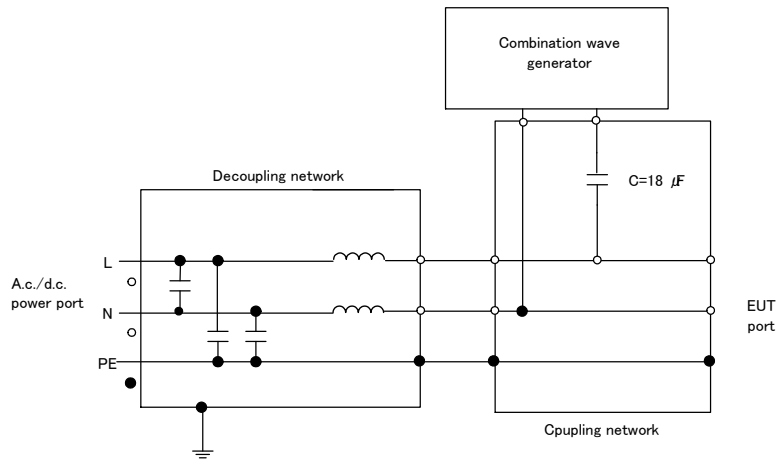 Combination wave
generator
C=18 μF
Decoupling network
L
A.c./d.c.
power port
N
PE
EUT
port
Cpupling network